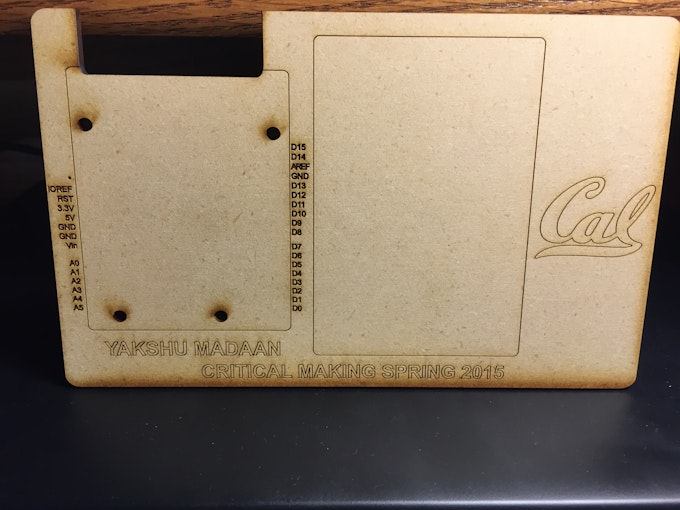 IOREF
RST
3.3V
5V
GND
GND
Vin
A0
A1
A2
A3
A4
A5
D15
D14
AREF
GND
D13
D12
D11
D10
D9
D8
D7
D6
D5
D4
D3
D2
D1
D0
Cal
YAKSHU MADAAN
CRITICAL MAKING SPRING 2015